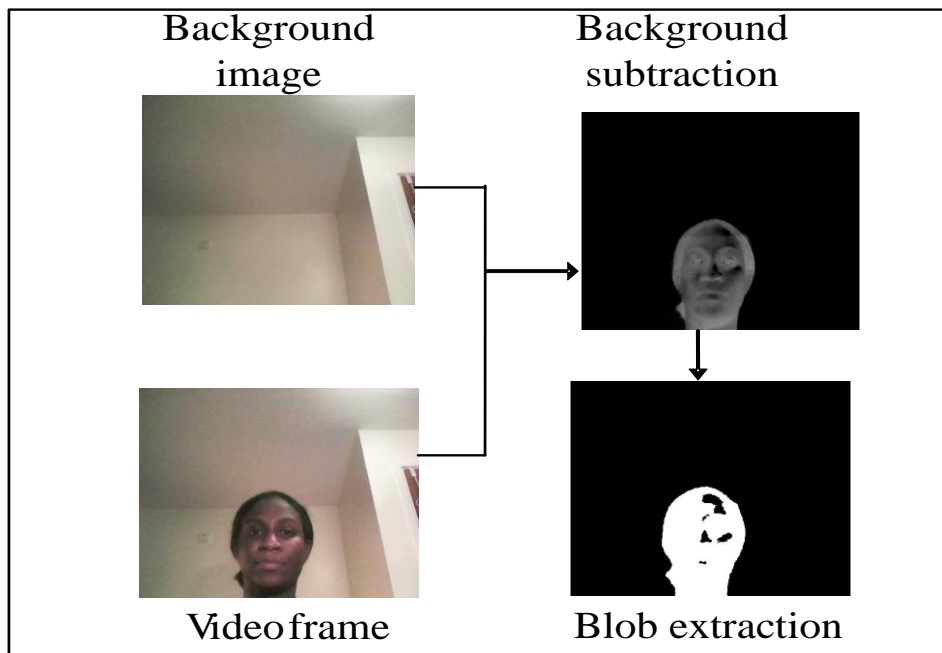 Background
image
Background
subtraction
Video frame
Blob extraction